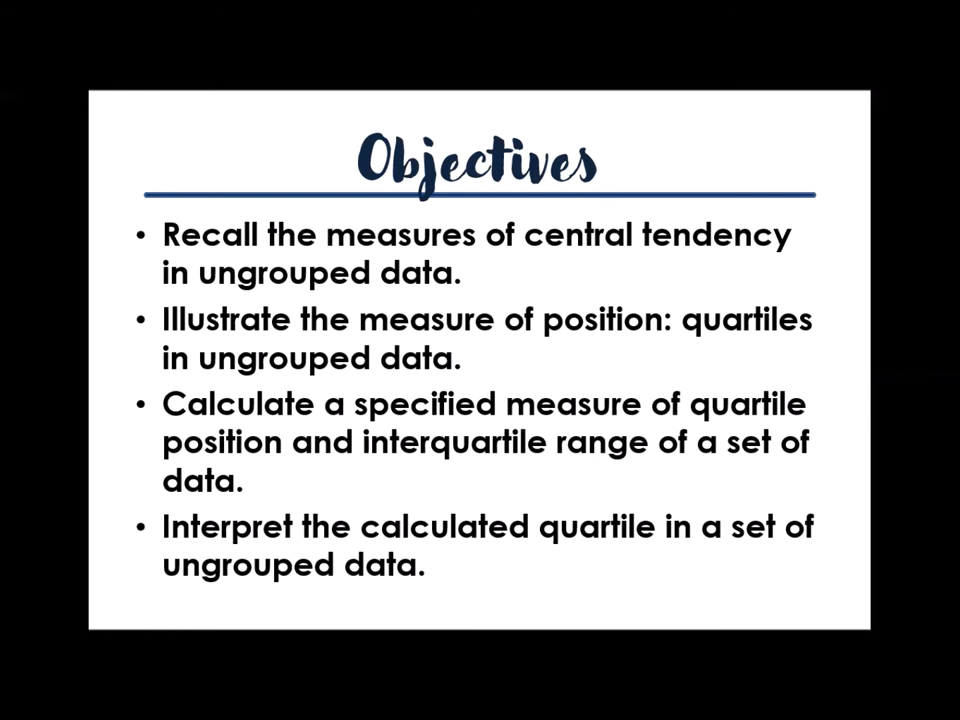 Objectives
• Recall the measures of central tendency
in ungrouped data.
• Illustrate the measure of position: quartiles
in ungrouped data.
• Calculate a specified measure of quartile
position and interquartile range of a set of
data.
• Interpret the calculated quartile in a set of
ungrouped data.